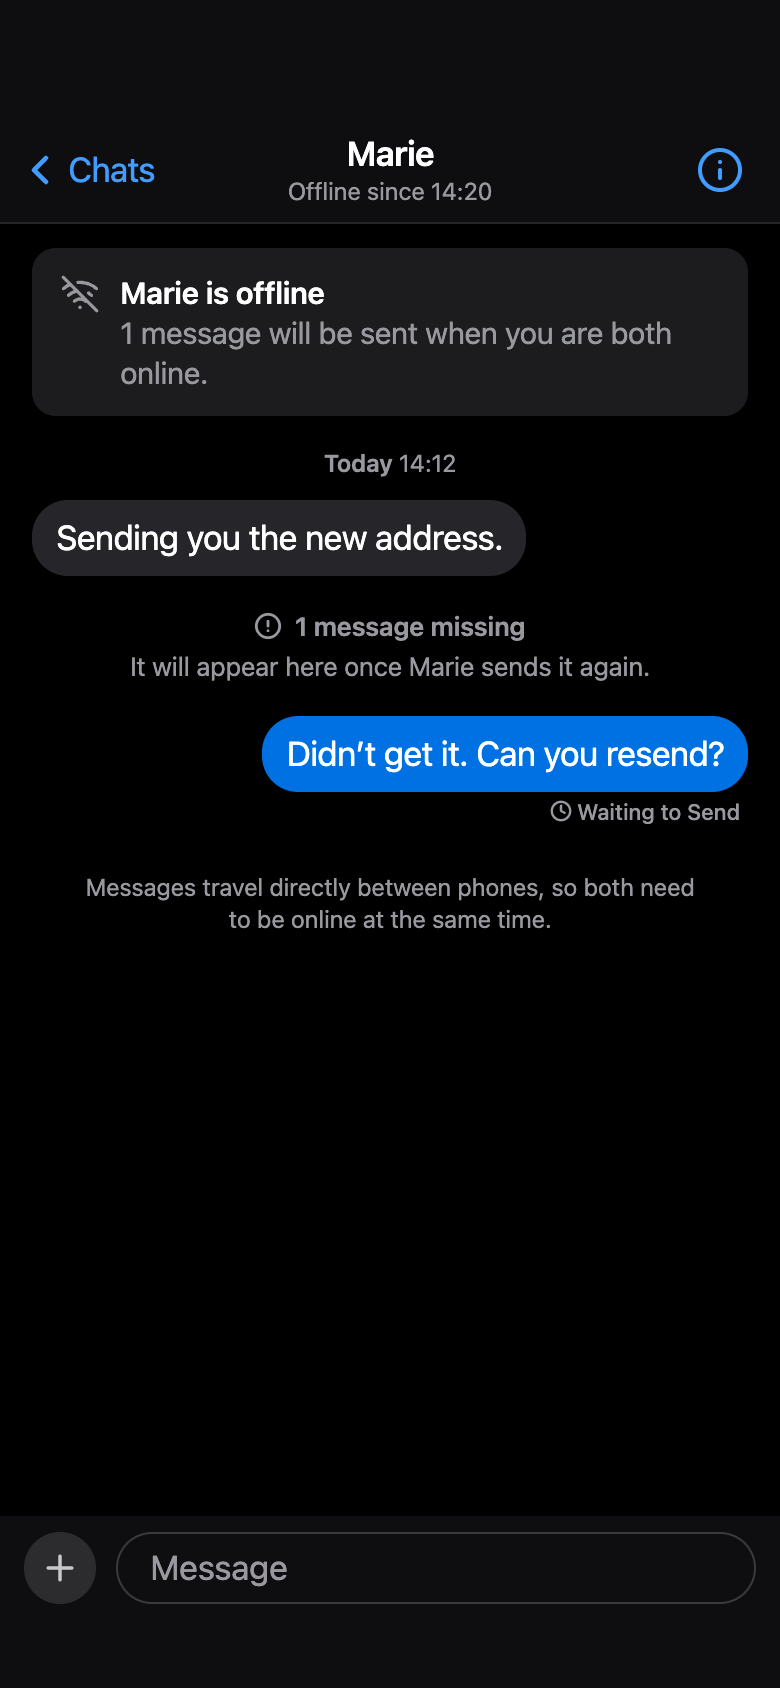 Chats
Marie
Offline since 14:20
Marie is offline
1 message will be sent when you are both
online.
Today 14:12
Sending you the new address.
1 message missing
It will appear here once Marie sends it again.
Didn’t get it. Can you resend?
Waiting to Send
Messages travel directly between phones, so both need
to be online at the same time.
Message